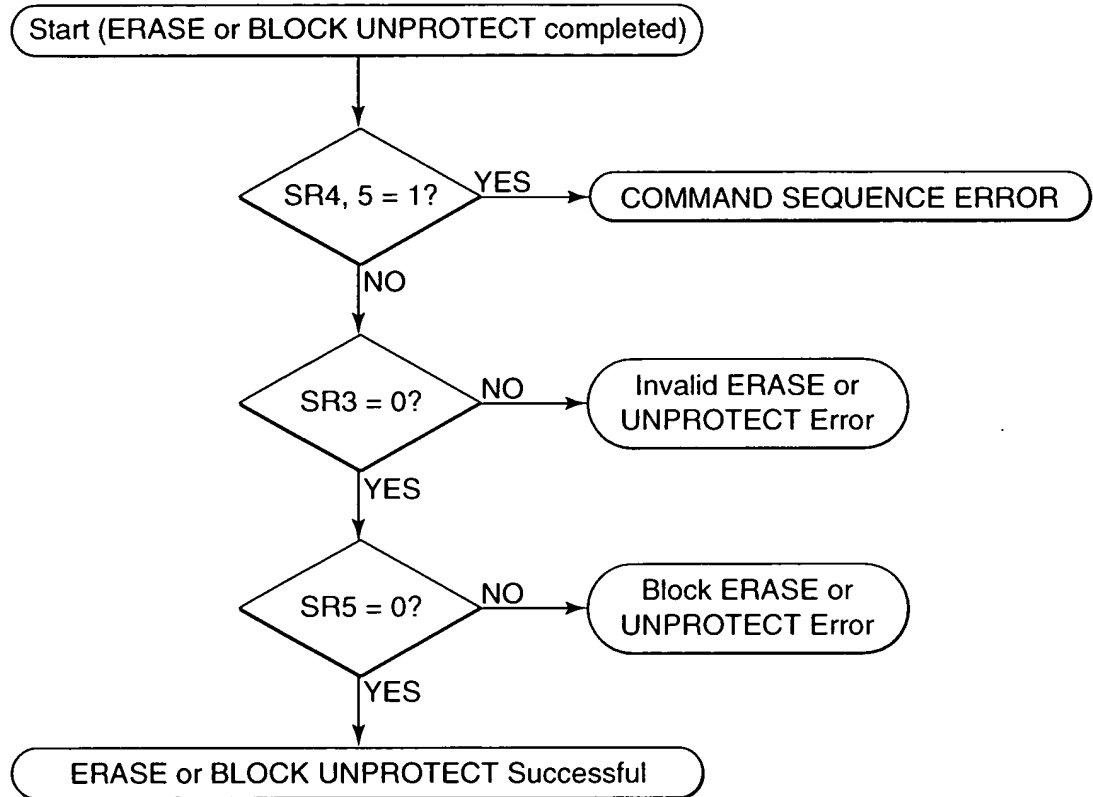 Start (ERASE or BLOCK UNPROTECT completed)
SR4, 5 = 1?
YES
COMMAND SEQUENCE ERROR
NO
SR3 = 0?
NO
Invalid ERASE or
UNPROTECT Error
YES
SR5 = 0?
NO
Block ERASE or
UNPROTECT Error
YES
ERASE or BLOCK UNPROTECT Successful